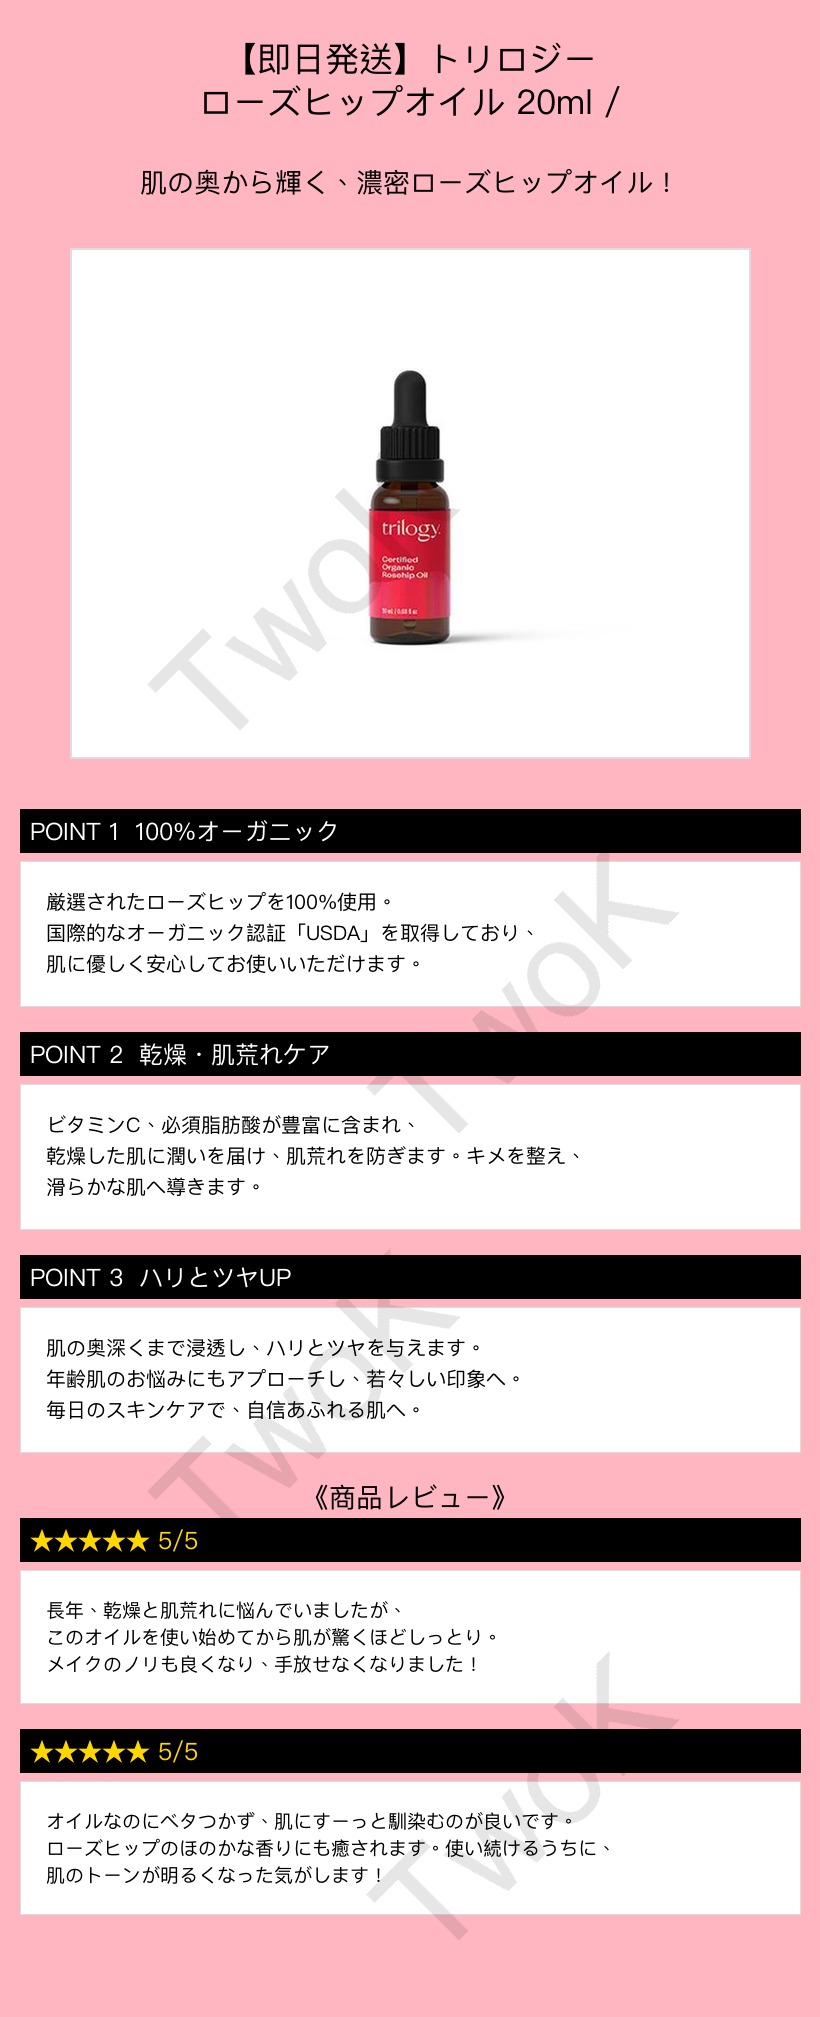 【即日発送】トリロジー
ローズヒップオイル 20ml /
肌の奥から輝く、濃密ローズヒップオイル！
trilogy.
Certified
Organic
Rosehip Oil
20 ml / 0.68 fl oz
TwoK
POINT 1 100%オーガニック
厳選されたローズヒップを100%使用。
国際的なオーガニック認証「USDA」を取得しており、
肌に優しく安心してお使いいただけます。
TwoK
POINT 2 乾燥・肌荒れケア
ビタミンC、必須脂肪酸が豊富に含まれ、
乾燥した肌に潤いを届け、肌荒れを防ぎます。キメを整え、
滑らかな肌へ導きます。
POINT 3 ハリとツヤUP
肌の奥深くまで浸透し、ハリとツヤを与えます。
年齢肌のお悩みにもアプローチし、若々しい印象へ。
毎日のスキンケアで、自信あふれる肌へ。
TwoK
《商品レビュー》
★★★★★ 5/5
長年、乾燥と肌荒れに悩んでいましたが、
このオイルを使い始めてから肌が驚くほどしっとり。
メイクのノリも良くなり、手放せなくなりました！
★★★★★ 5/5
オイルなのにベタつかず、肌にすーっと馴染むのが良いです。
ローズヒップのほのかな香りにも癒されます。使い続けるうちに、
肌のトーンが明るくなった気がします！
TwoK